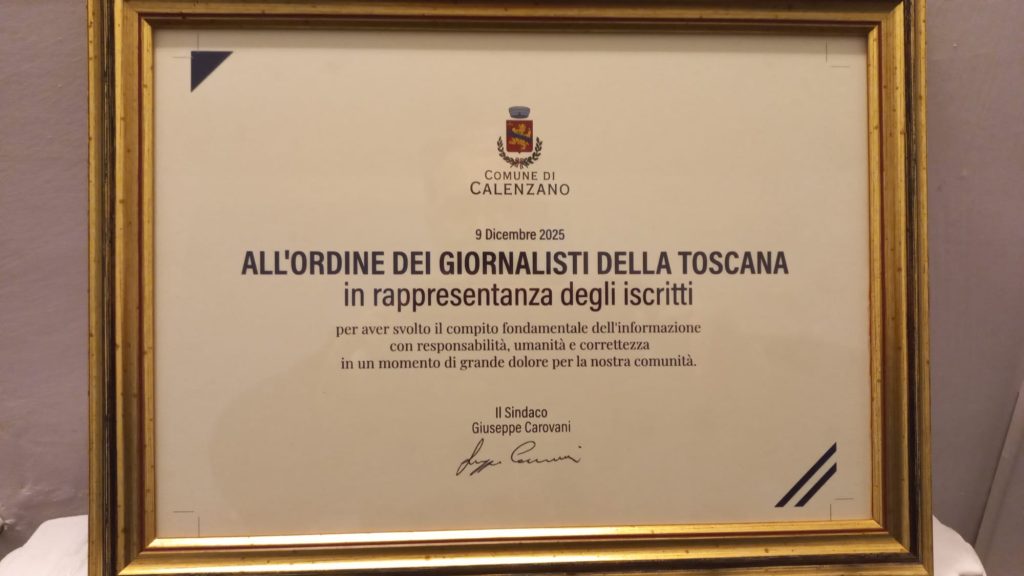 COMUNE DI
CALENZANO
9 Dicembre 2025
ALL'ORDINE DEI GIORNALISTI DELLA TOSCANA
in rappresentanza degli iscritti
per aver svolto il compito fondamentale dell'informazione
con responsabilità, umanità e correttezza
in un momento di grande dolore per la nostra comunità.
Il Sindaco
Giuseppe Carovani